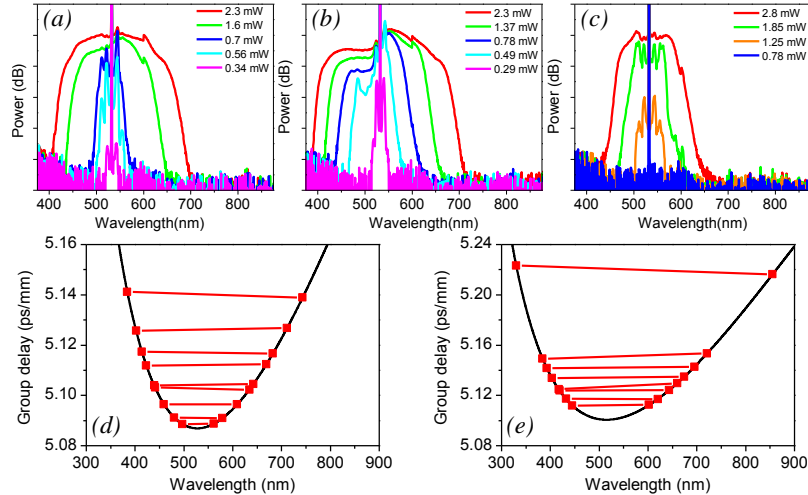 (a)
2.3 mW
1.6 mW
0.7 mW
0.56 mW
0.34 mW
Power (dB)
400 500 600 700 800
Wavelength(nm)
(b)
2.3 mW
1.37 mW
0.78 mW
0.49 mW
0.29 mW
Power (dB)
400 500 600 700 800
Wavelength(nm)
(c)
2.8 mW
1.85 mW
1.25 mW
0.78 mW
Power (dB)
400 500 600 700 800
Wavelength(nm)
5.16
5.14
5.12
5.10
5.08
Group delay (ps/mm)
(d)
300 400 500 600 700 800 900
Wavelength (nm)
5.24
5.20
5.16
5.12
5.08
Group delay (ps/mm)
(e)
300 400 500 600 700 800 900
Wavelength (nm)